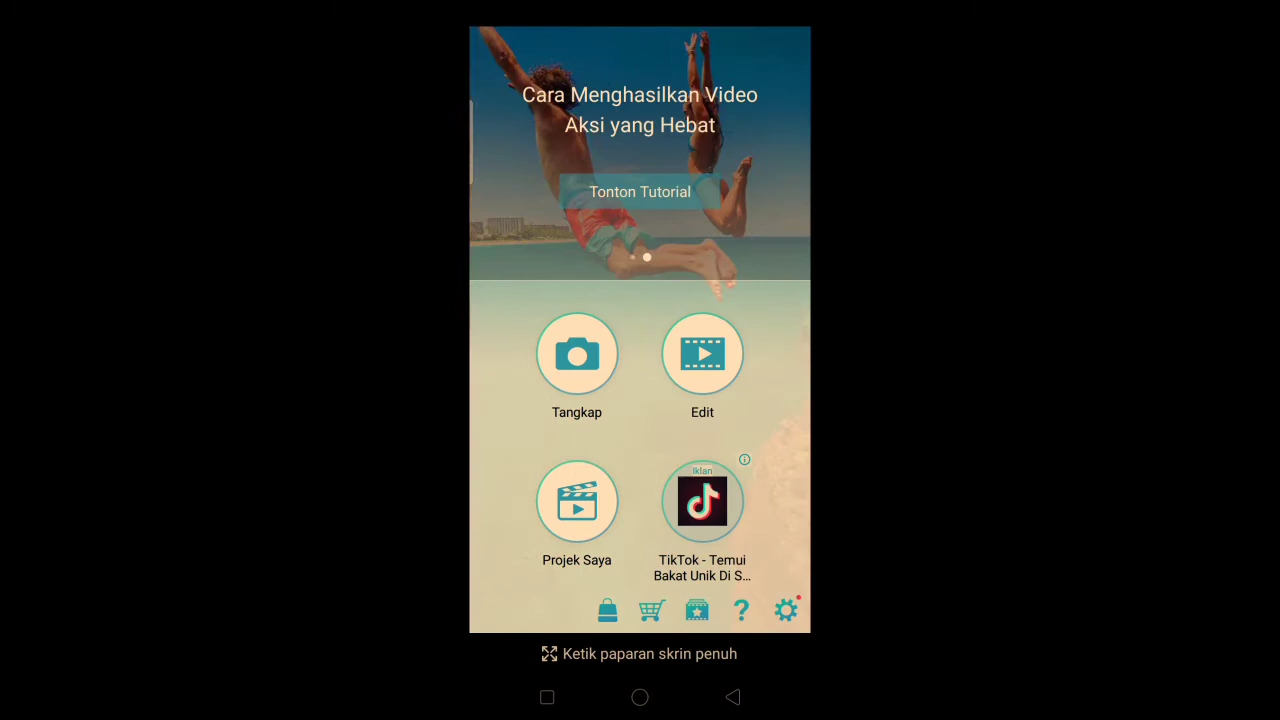 Cara Menghasilkan Video
Aksi yang Hebat
Tonton Tutorial
Tangkap
Edit
Iklan
Projek Saya
TikTok - Temui
Bakat Unik Di S...
?
Ketik paparan skrin penuh